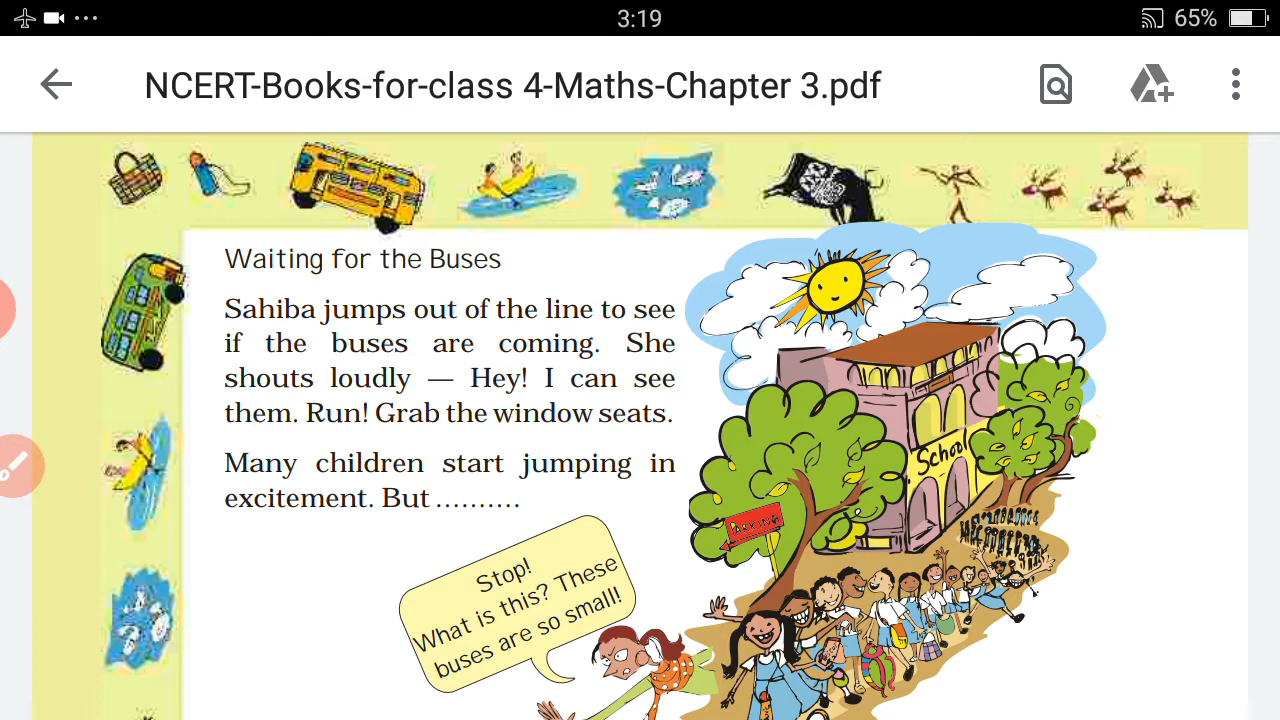 3:19
65%
NCERT-Books-for-class 4-Maths-Chapter 3.pdf
Waiting for the Buses
Sahiba jumps out of the line to see
if the buses are coming. She
shouts loudly — Hey! I can see
them. Run! Grab the window seats.
Many children start jumping in
excitement. But ..........
School
PARKING
Stop!
What is this? These
buses are so small!